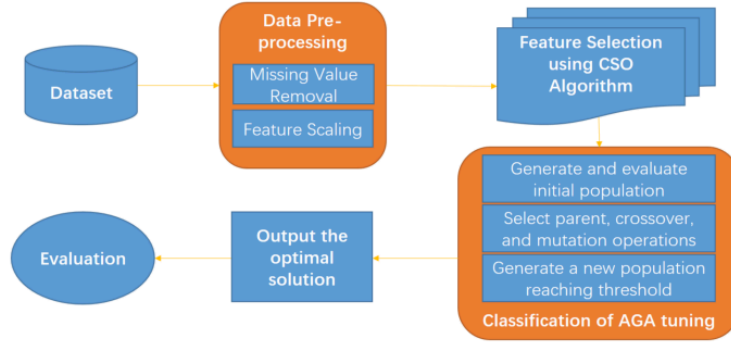 Dataset
Data Pre-
processing
Missing Value
Removal
Feature Scaling
Feature Selection
using CSO
Algorithm
Generate and evaluate
initial population
Select parent, crossover,
and mutation operations
Generate a new population
reaching threshold
Classification of AGA tuning
Output the
optimal
solution
Evaluation